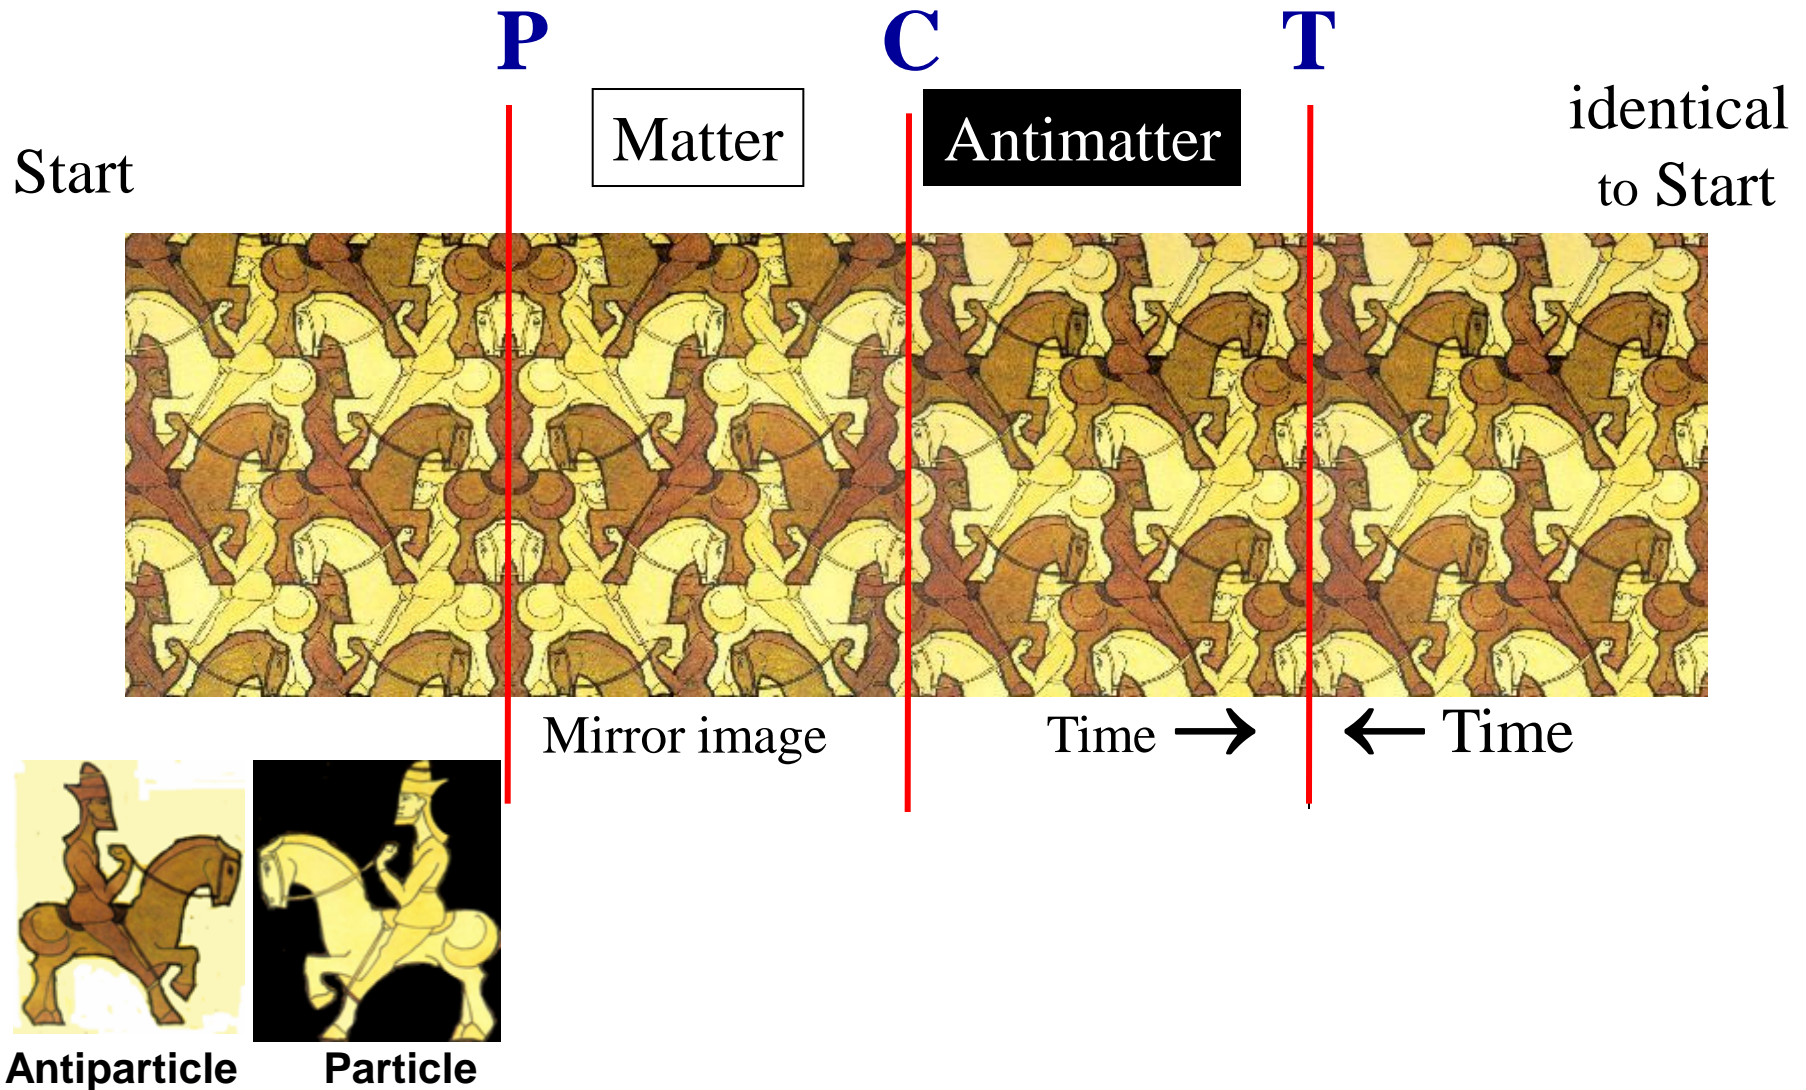 P C T
Start
Matter
Antimatter
identical
to Start
Mirror image
Time → ← Time
Antiparticle Particle